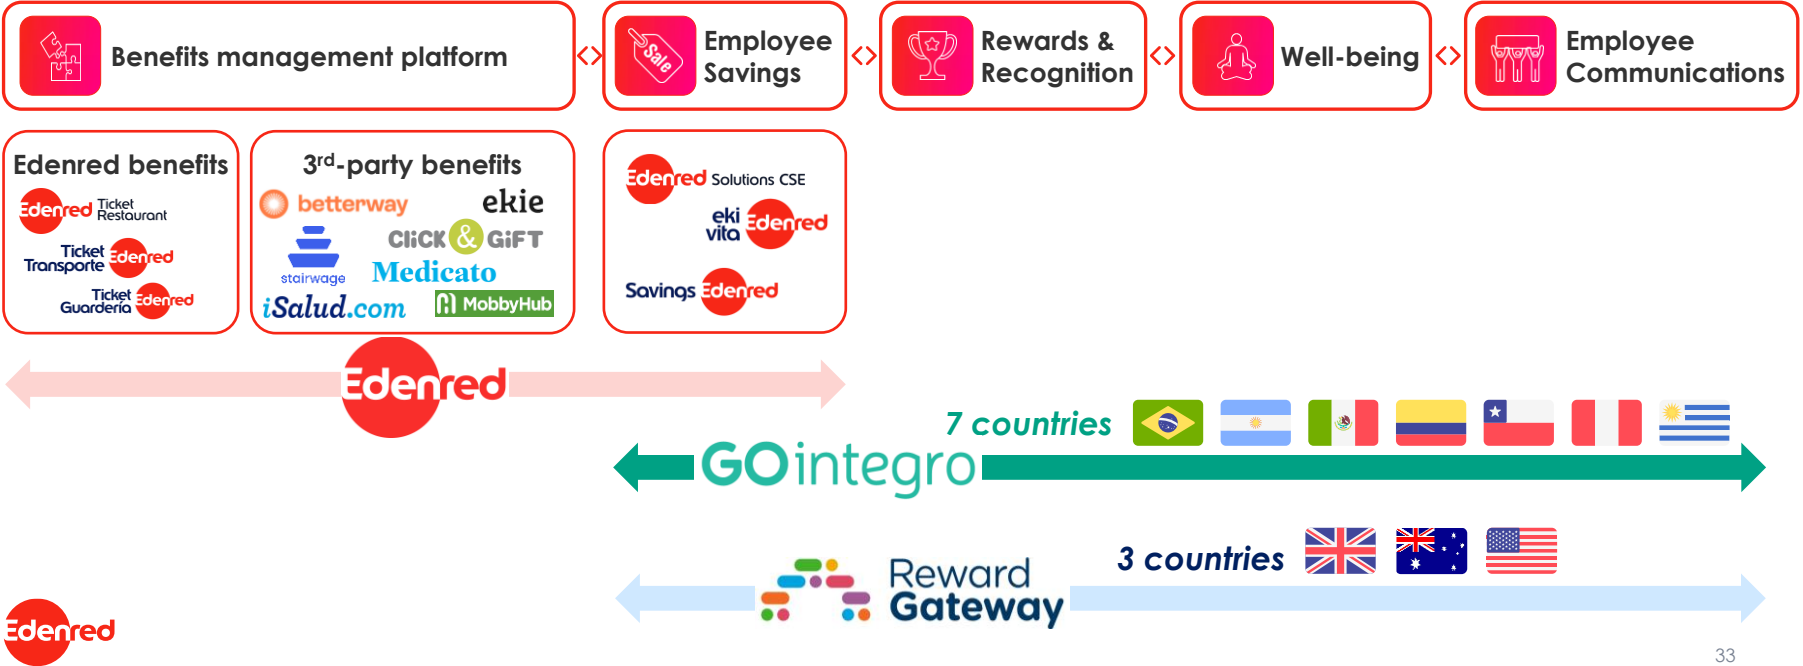 Benefits management platform
Sale
Employee
Savings
Rewards &
Recognition
Well-being
Employee
Communications
Edenred benefits
Edenred Ticket
Restaurant
Ticket
Transporte Edenred
Ticket
Guardería Edenred
3rd-party benefits
betterway
ekie
CLiCK & GiFT
stairwage
Medicato
iSalud.com
MobbyHub
Edenred Solutions CSE
eki
vita Edenred
Savings Edenred
Edenred
7 countries
GOintegro
3 countries
Reward
Gateway
Edenred
33